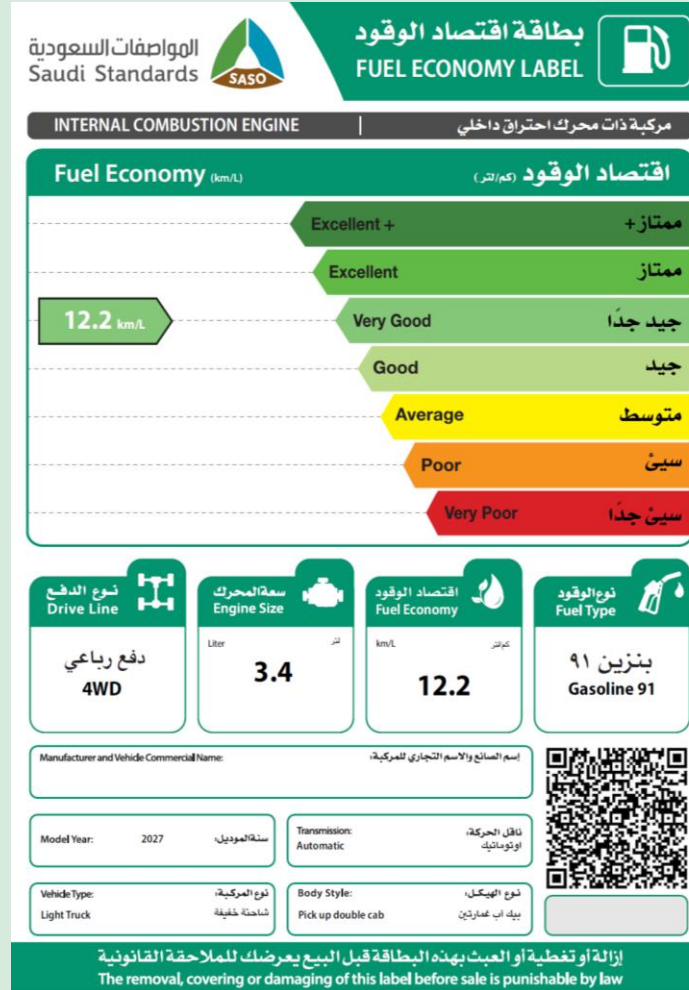 المواصفات السعودية
Saudi Standards
SASO
بطاقة اقتصاد الوقود
FUEL ECONOMY LABEL
INTERNAL COMBUSTION ENGINE | مركبة ذات محرك احتراق داخلي
Fuel Economy (km/L) اقتصاد الوقود (كم/لتر)
Excellent + ممتاز+
Excellent ممتاز
12.2 km/L Very Good جيد جدًا
Good جيد
Average متوسط
Poor سيئ
Very Poor سيئ جدًا
نوع الدفع
Drive Line
دفع رباعي
4WD
سعة المحرك
Engine Size
Liter لتر
3.4
اقتصاد الوقود
Fuel Economy
km/L كم/لتر
12.2
نوع الوقود
Fuel Type
بنزين ٩١
Gasoline 91
Manufacturer and Vehicle Commercial Name: إسم الصانع والاسم التجاري للمركبة:
Model Year: 2027 سنة الموديل:
Transmission: ناقل الحركة:
Automatic اوتوماتيك
Vehicle Type: نوع المركبة:
Light Truck شاحنة خفيفة
Body Style: نوع الهيكل:
Pick up double cab بيك اب غمارتين
إزالة أو تغطية أو العبث بهذه البطاقة قبل البيع يعرضك للملاحقة القانونية
The removal, covering or damaging of this label before sale is punishable by law